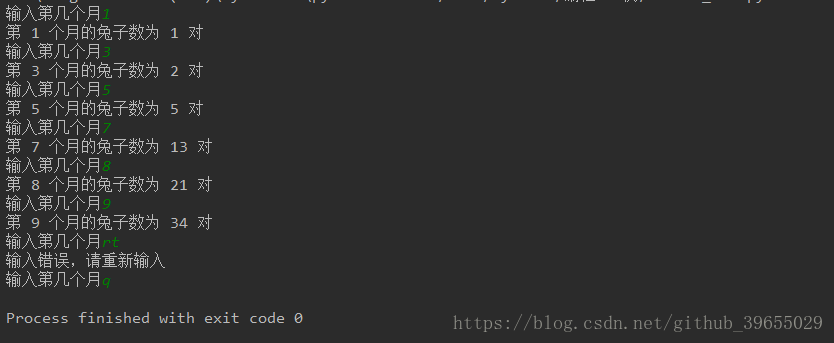 输入第几个月1
第 1 个月的兔子数为 1 对
输入第几个月3
第 3 个月的兔子数为 2 对
输入第几个月5
第 5 个月的兔子数为 5 对
输入第几个月7
第 7 个月的兔子数为 13 对
输入第几个月8
第 8 个月的兔子数为 21 对
输入第几个月9
第 9 个月的兔子数为 34 对
输入第几个月rt
输入错误，请重新输入
输入第几个月q
Process finished with exit code 0
https://blog.csdn.net/github_39655029